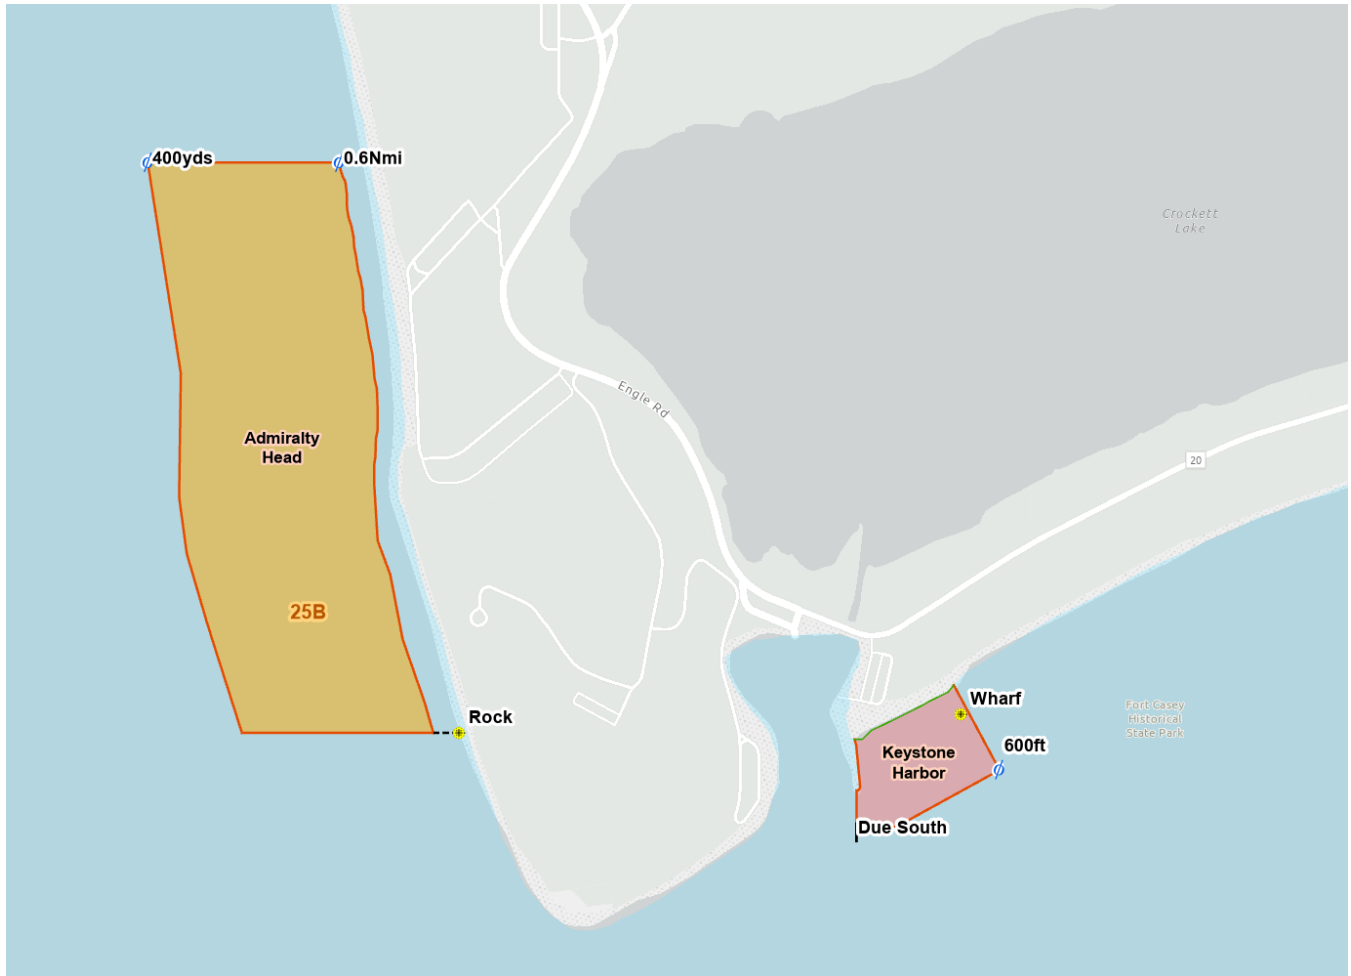 400yds
0.6Nmi
Crockett
Lake
Engle Rd
Admiralty
Head
20
25B
Rock
Wharf
Fort Casey
Historical
State Park
600ft
Keystone
Harbor
Due South